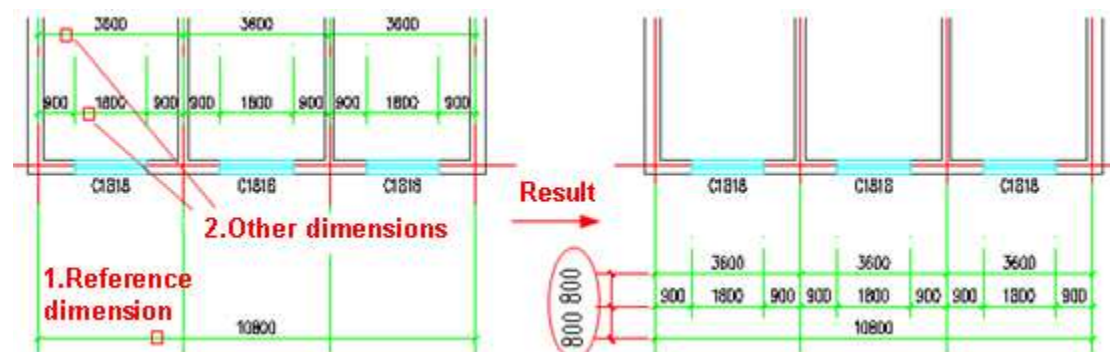 3600 3600 3600
900 1800 900 900 1800 900 900 1800 900
C1818 C1818 C1818
2.Other dimensions
1.Reference
dimension
10800
Result
C1818 C1818 C1818
3600 3600 3600
900 1800 900 900 1800 900 900 1800 900
10800
800 800